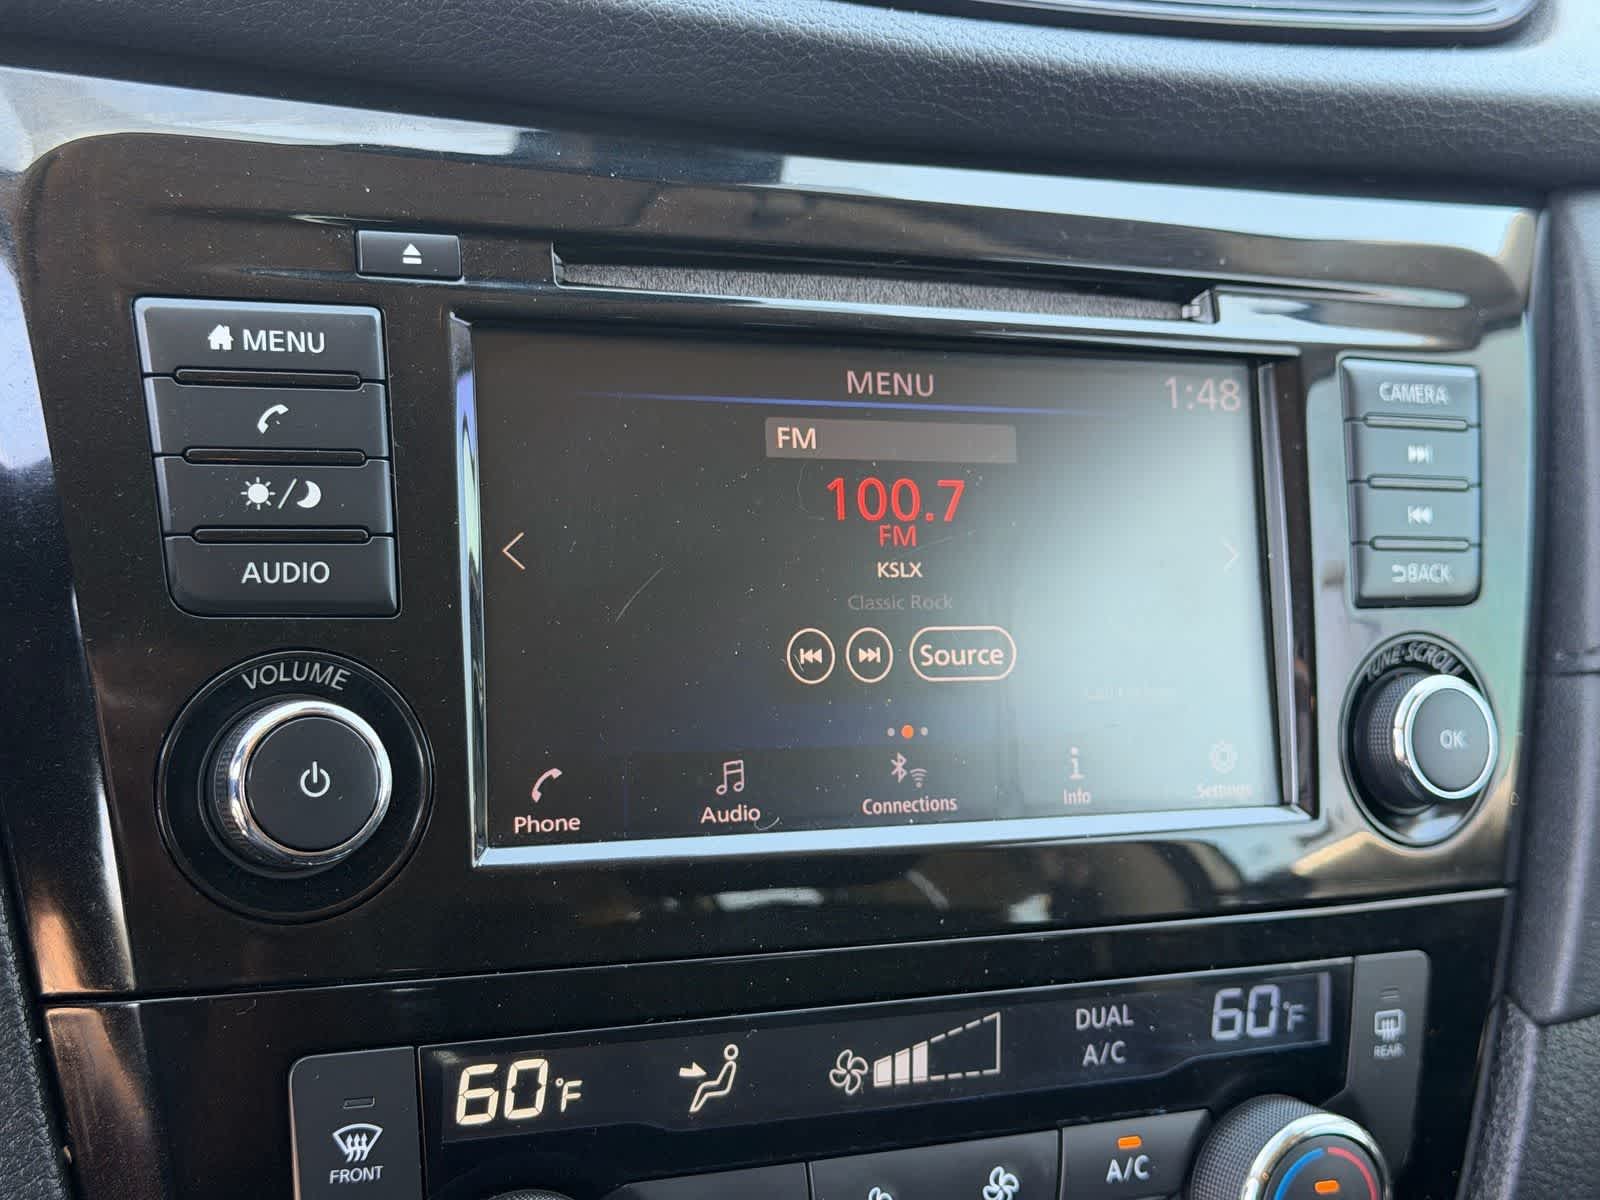 MENU
AUDIO
VOLUME
MENU
1:48
FM
100.7
FM
KSLX
Classic Rock
Source
Phone
Audio
Connections
Info
Settings
CAMERA
BACK
TUNE·SCROLL
OK
60°F
DUAL
A/C
60°F
FRONT
REAR
A/C